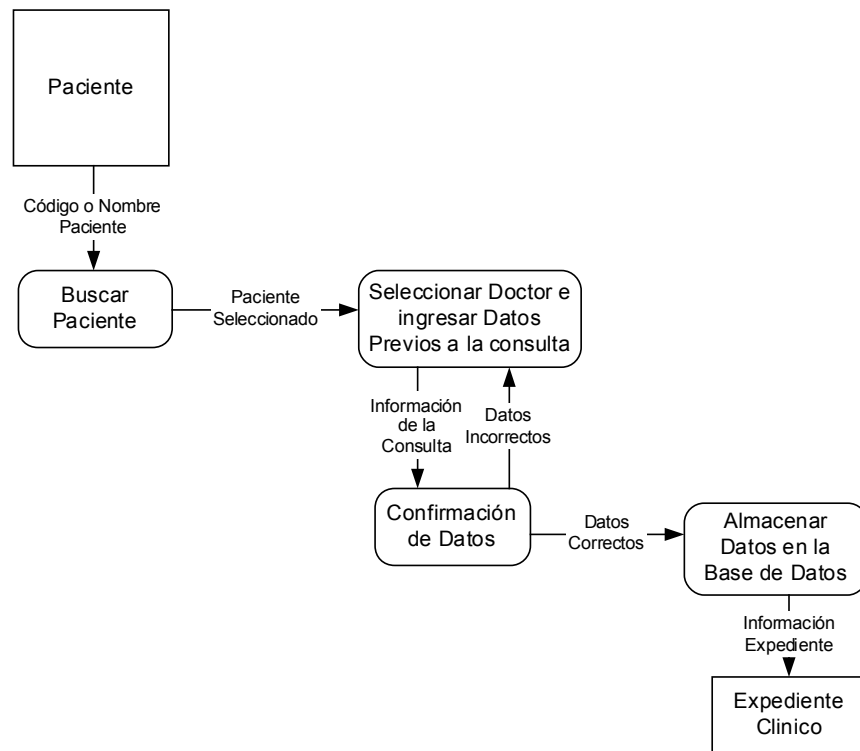 Paciente
Código o Nombre
Paciente
Buscar
Paciente
Paciente
Seleccionado
Seleccionar Doctor e
ingresar Datos
Previos a la consulta
Información
de la
Consulta
Datos
Incorrectos
Confirmación
de Datos
Datos
Correctos
Almacenar
Datos en la
Base de Datos
Información
Expediente
Expediente
Clinico